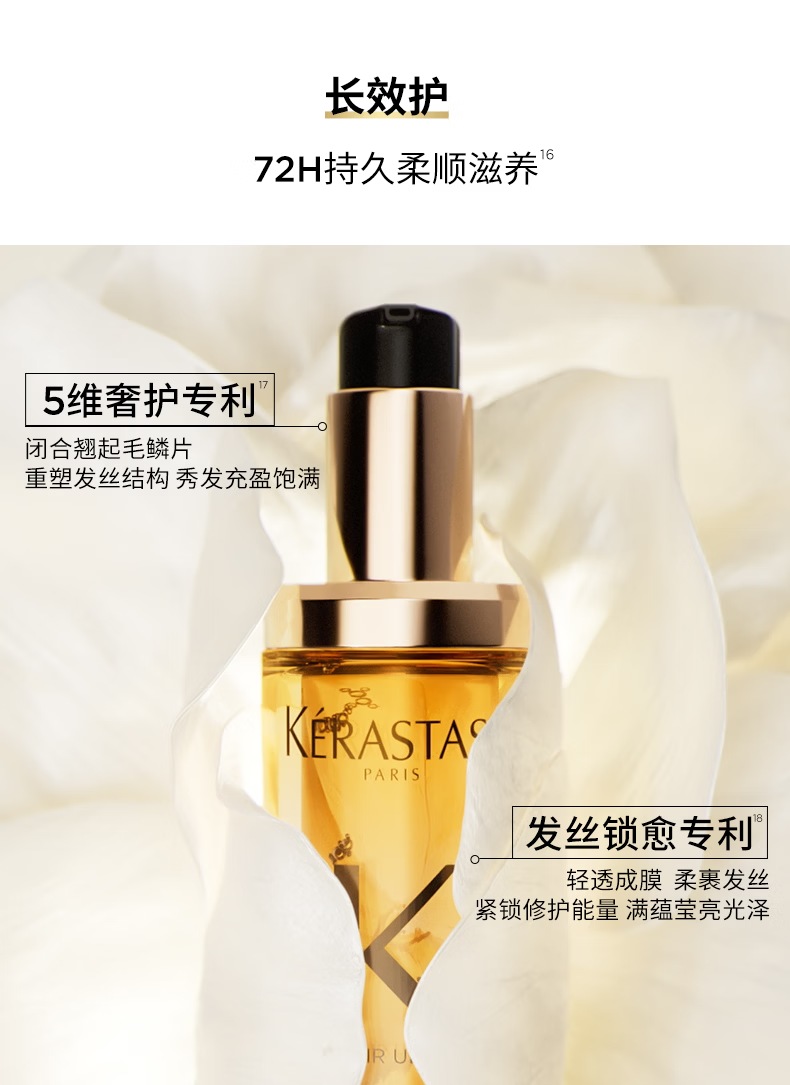 长效护
72H持久柔顺滋养16
5维奢护专利17
闭合翘起毛鳞片
重塑发丝结构 秀发充盈饱满
KÉRASTAS
PARIS
发丝锁愈专利18
轻透成膜 柔裹发丝
紧锁修护能量 满蕴莹亮光泽
K
IR U